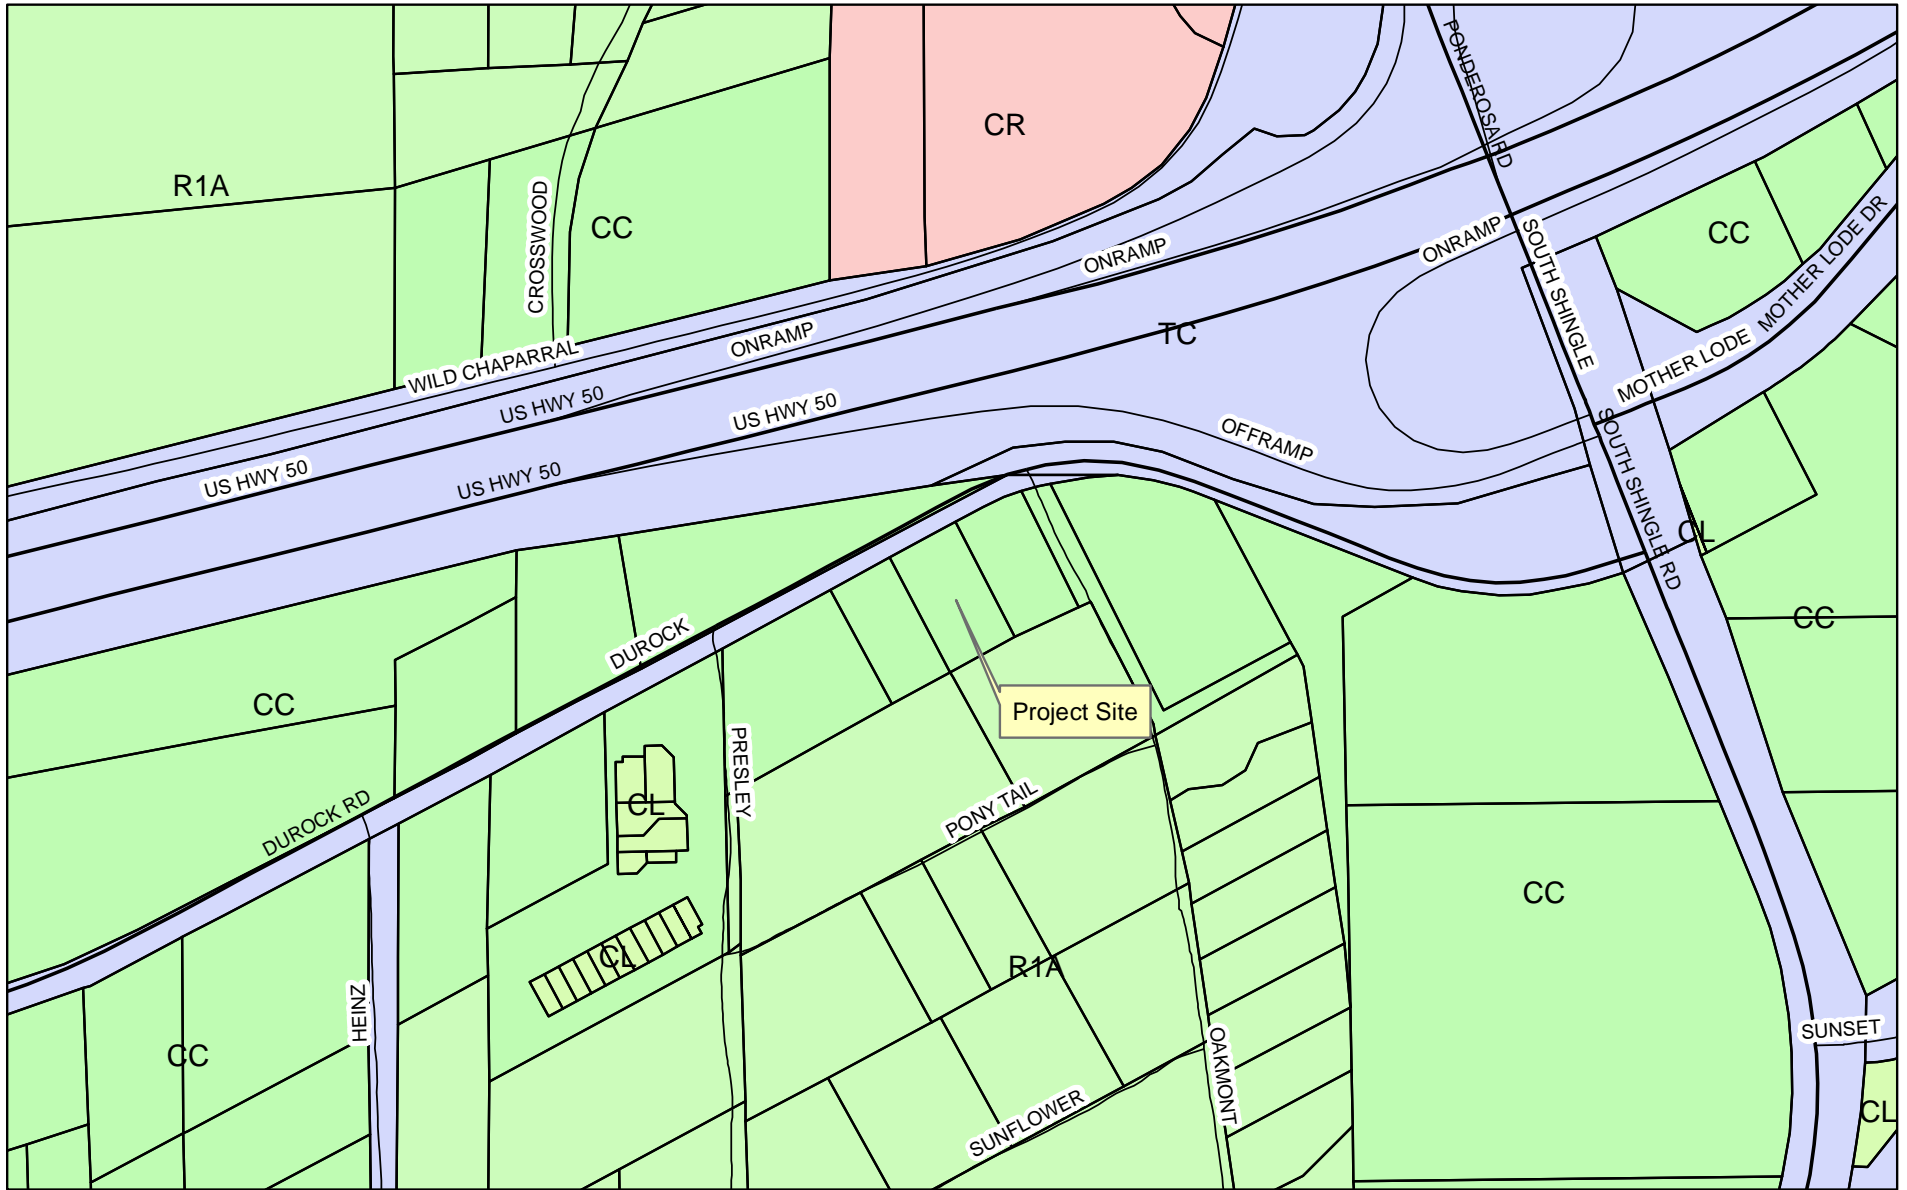 PONDEROSA RD
CR
R1A
CROSSWOOD
CC
CC
MOTHER LODE DR
ONRAMP
ONRAMP
SOUTH SHINGLE
ONRAMP
TC
WILD CHAPARRAL
MOTHER LODE
US HWY 50
US HWY 50
OFFRAMP
US HWY 50
US HWY 50
SOUTH SHINGLE RD
CL
CC
DUROCK
CC
Project Site
PRESLEY
CL
PONY TAIL
DUROCK RD
CC
CL
R1A
HEINZ
SUNSET
CC
OAKMONT
SUNFLOWER
CL